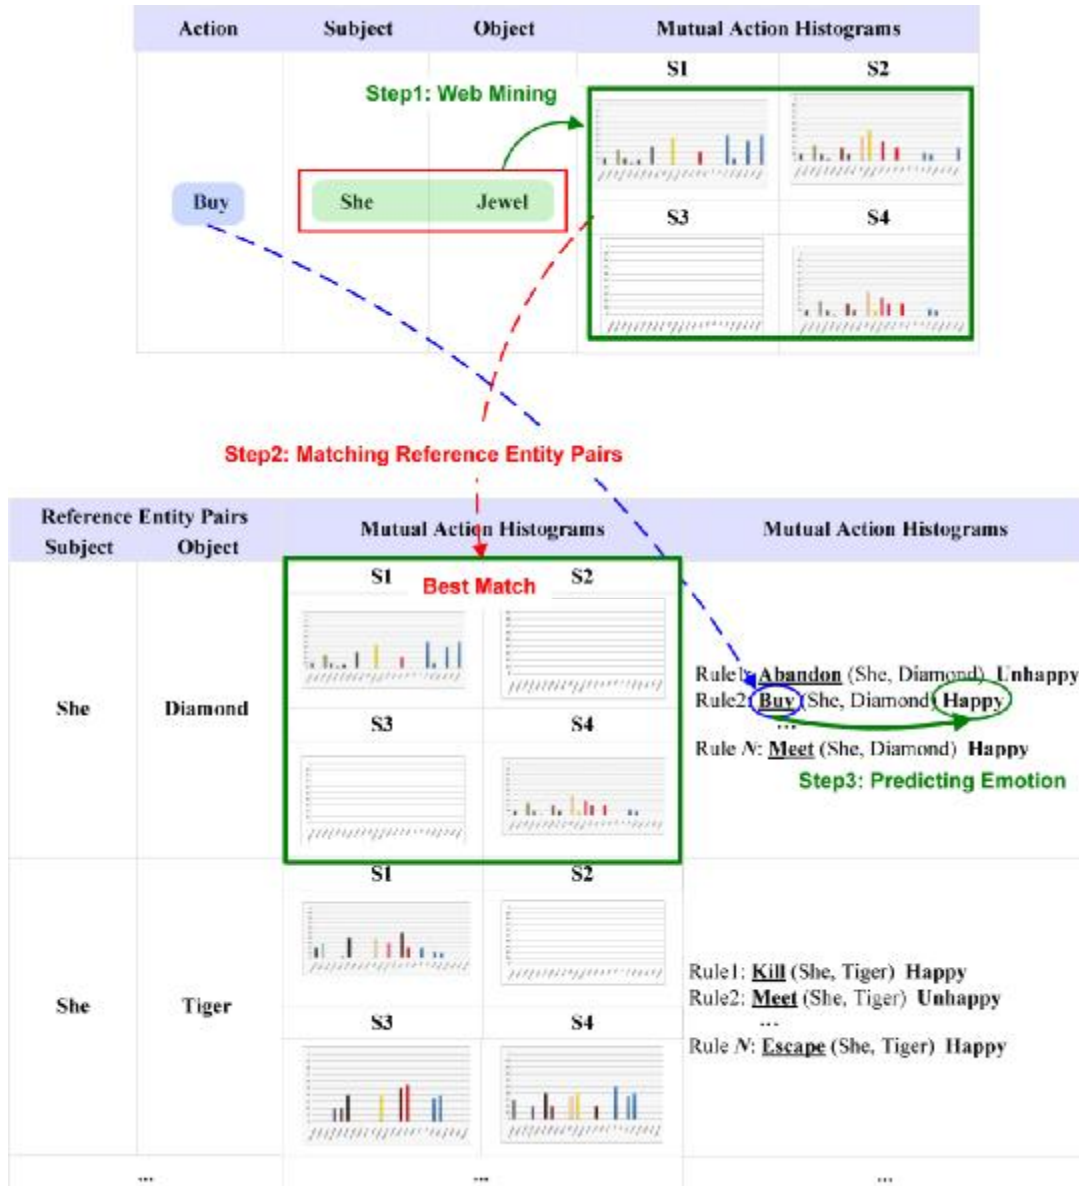 Action Subject Object Mutual Action Histograms
S1 S2
Step1: Web Mining
Buy She Jewel
S3 S4
Step2: Matching Reference Entity Pairs
Reference Entity Pairs
Subject Object
Mutual Action Histograms
Mutual Action Histograms
S1 S2
Best Match
She Diamond
S3 S4
Rule1: Abandon (She, Diamond) Unhappy
Rule2: Buy (She, Diamond) Happy
...
Rule N: Meet (She, Diamond) Happy
Step3: Predicting Emotion
S1 S2
She Tiger
S3 S4
Rule1: Kill (She, Tiger) Happy
Rule2: Meet (She, Tiger) Unhappy
...
Rule N: Escape (She, Tiger) Happy
... ... ...